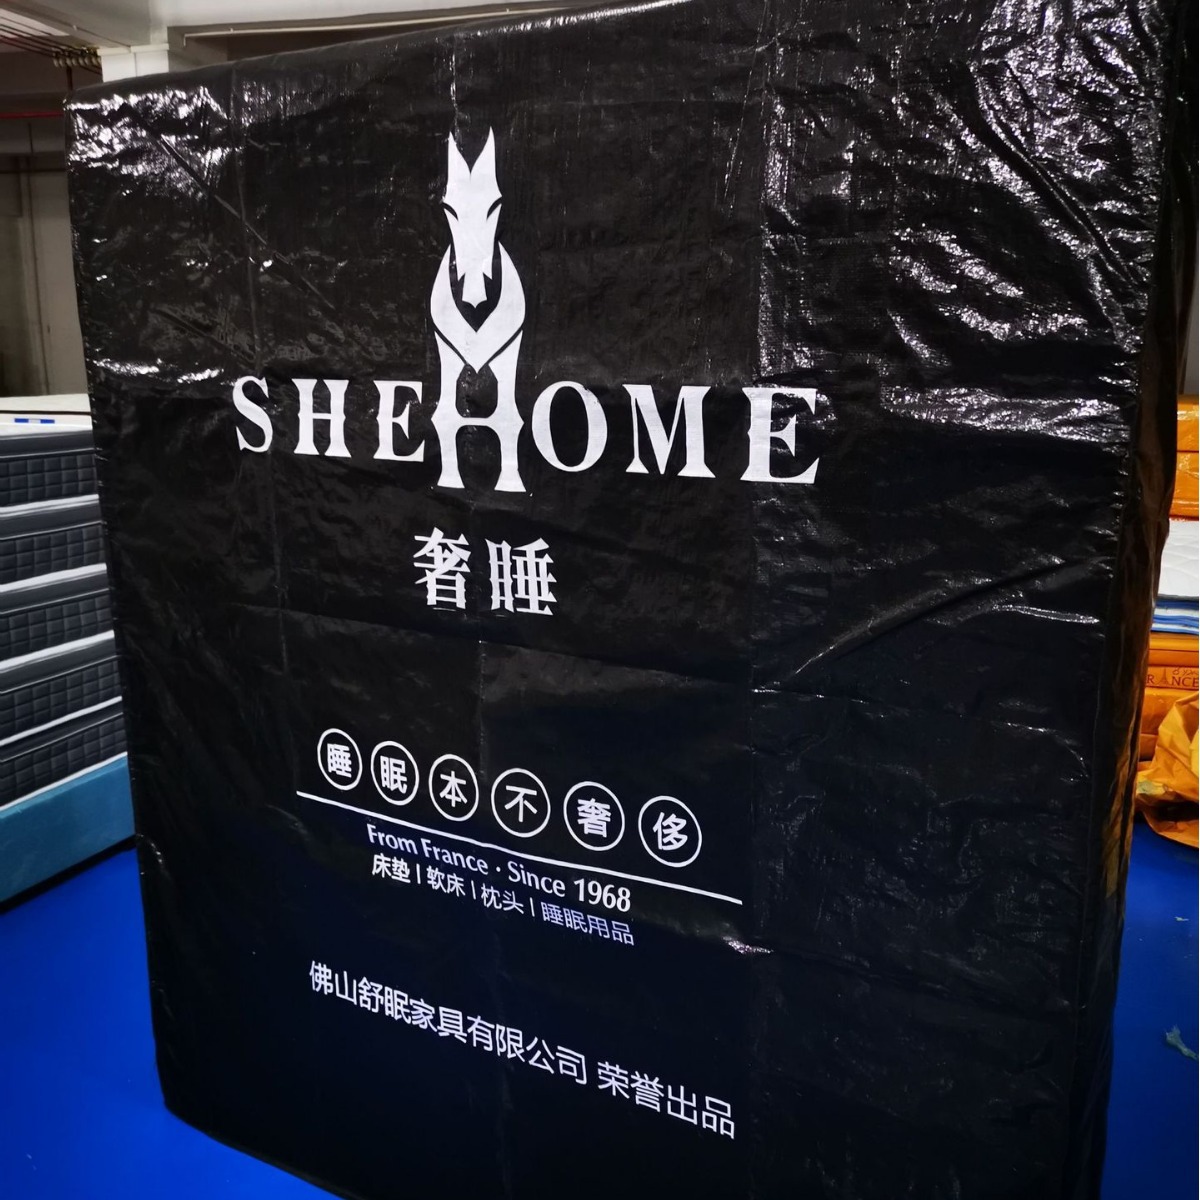 SHEHOME
奢睡
睡眠本不奢侈
From France · Since 1968
床垫 | 软床 | 枕头 | 睡眠用品
佛山舒眠家具有限公司 荣誉出品